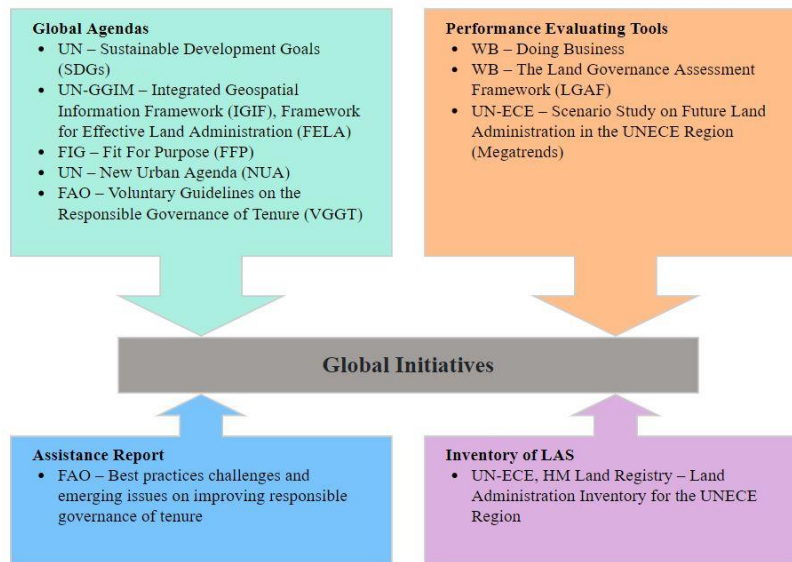 Global Agendas
• UN – Sustainable Development Goals
(SDGs)
• UN-GGIM – Integrated Geospatial
Information Framework (IGIF), Framework
for Effective Land Administration (FELA)
• FIG – Fit For Purpose (FFP)
• UN – New Urban Agenda (NUA)
• FAO – Voluntary Guidelines on the
Responsible Governance of Tenure (VGGT)
Performance Evaluating Tools
• WB – Doing Business
• WB – The Land Governance Assessment
Framework (LGAF)
• UN-ECE – Scenario Study on Future Land
Administration in the UNECE Region
(Megatrends)
Global Initiatives
Assistance Report
• FAO – Best practices challenges and
emerging issues on improving responsible
governance of tenure
Inventory of LAS
• UN-ECE, HM Land Registry – Land
Administration Inventory for the UNECE
Region